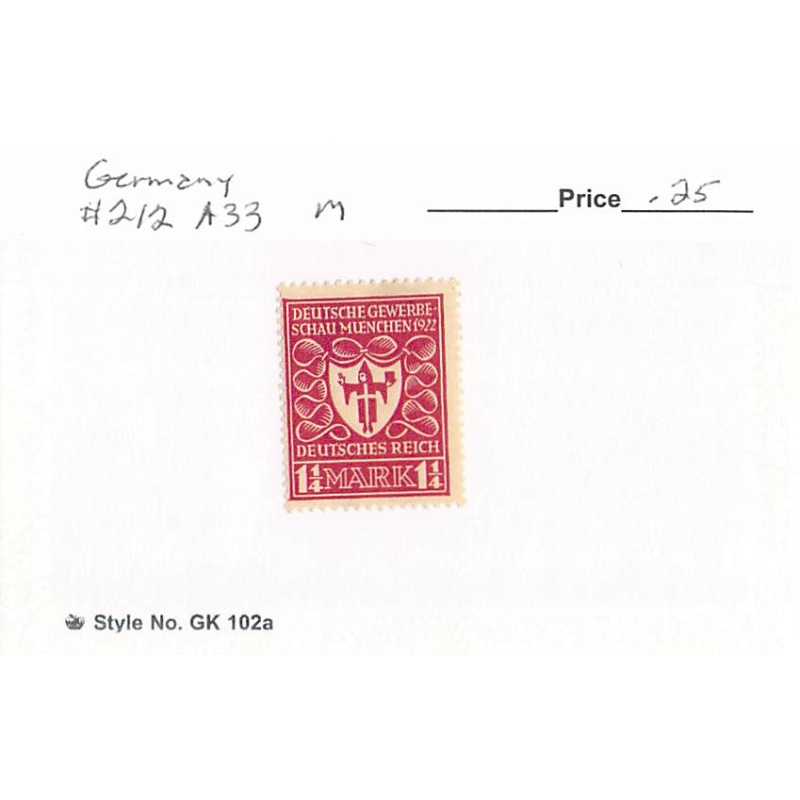 Germany
#212 A33 M
Price .25
DEUTSCHE GEWERBE-
SCHAU MUENCHEN 1922
DEUTSCHES REICH
1¼ MARK 1¼
Style No. GK 102a